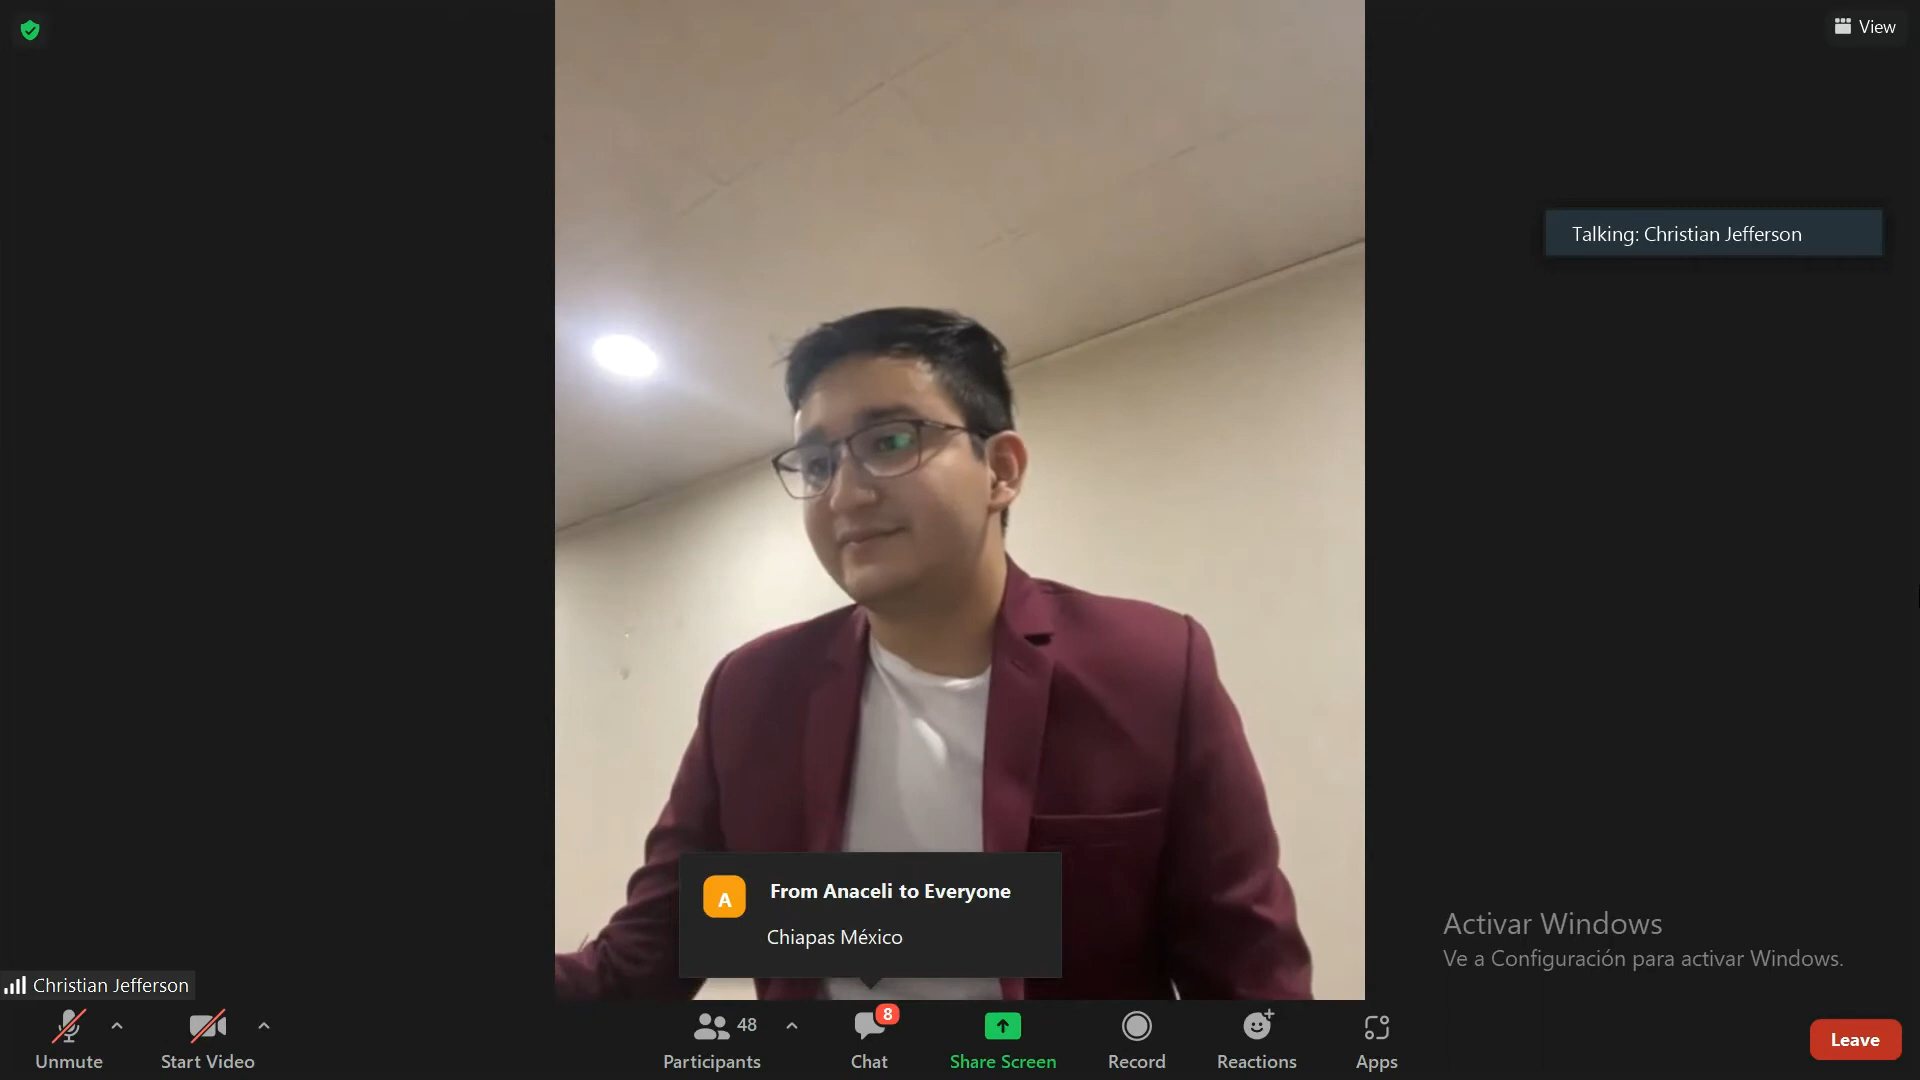 View
Talking: Christian Jefferson
A
From Anaceli to Everyone
Chiapas México
Activar Windows
Ve a Configuración para activar Windows.
Christian Jefferson
Unmute
Start Video
48
Participants
8
Chat
Share Screen
Record
Reactions
Apps
Leave